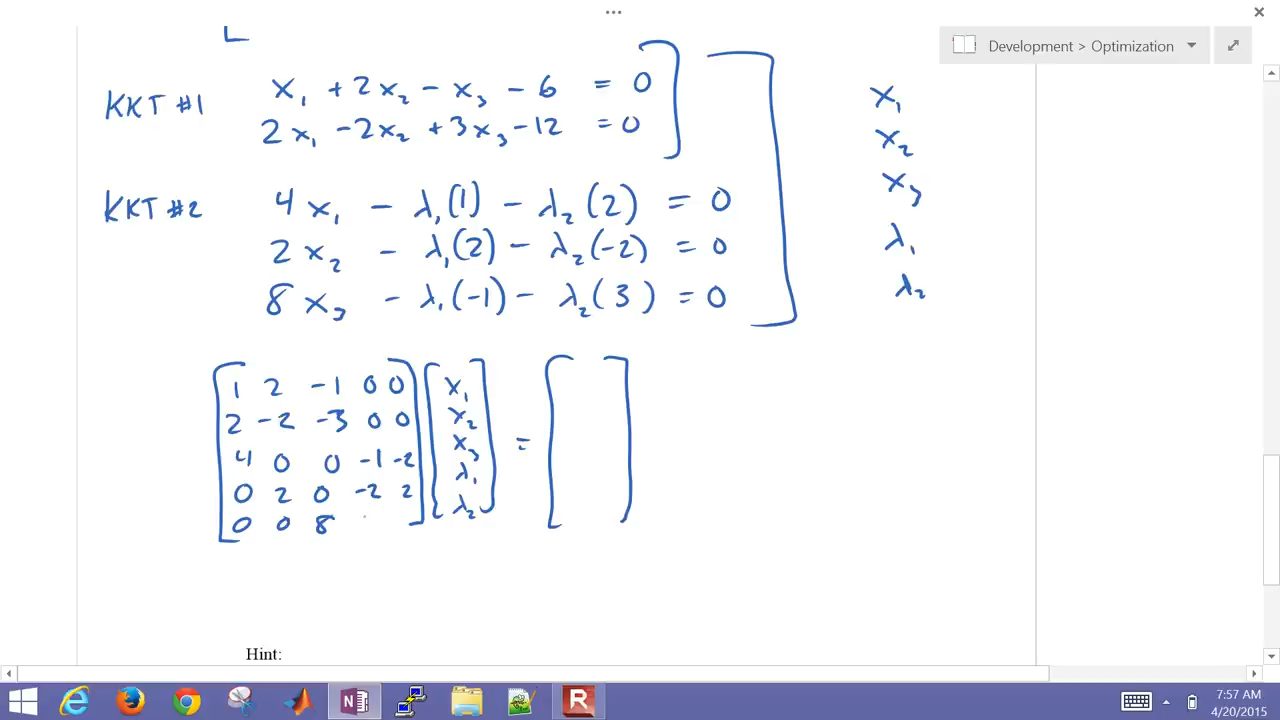 Development > Optimization
KKT #1
x₁ + 2x₂ - x₃ - 6 = 0
2x₁ - 2x₂ + 3x₃ - 12 = 0
x₁
x₂
x₃
λ₁
λ₂
KKT #2
4x₁ - λ₁(1) - λ₂(2) = 0
2x₂ - λ₁(2) - λ₂(-2) = 0
8x₃ - λ₁(-1) - λ₂(3) = 0
1 2 -1 0 0 x₁
2 -2 -3 0 0 x₂
4 0 0 -1 -2 x₃ =
0 2 0 -2 2 λ₁
0 0 8 λ₂
Hint:
7:57 AM
4/20/2015